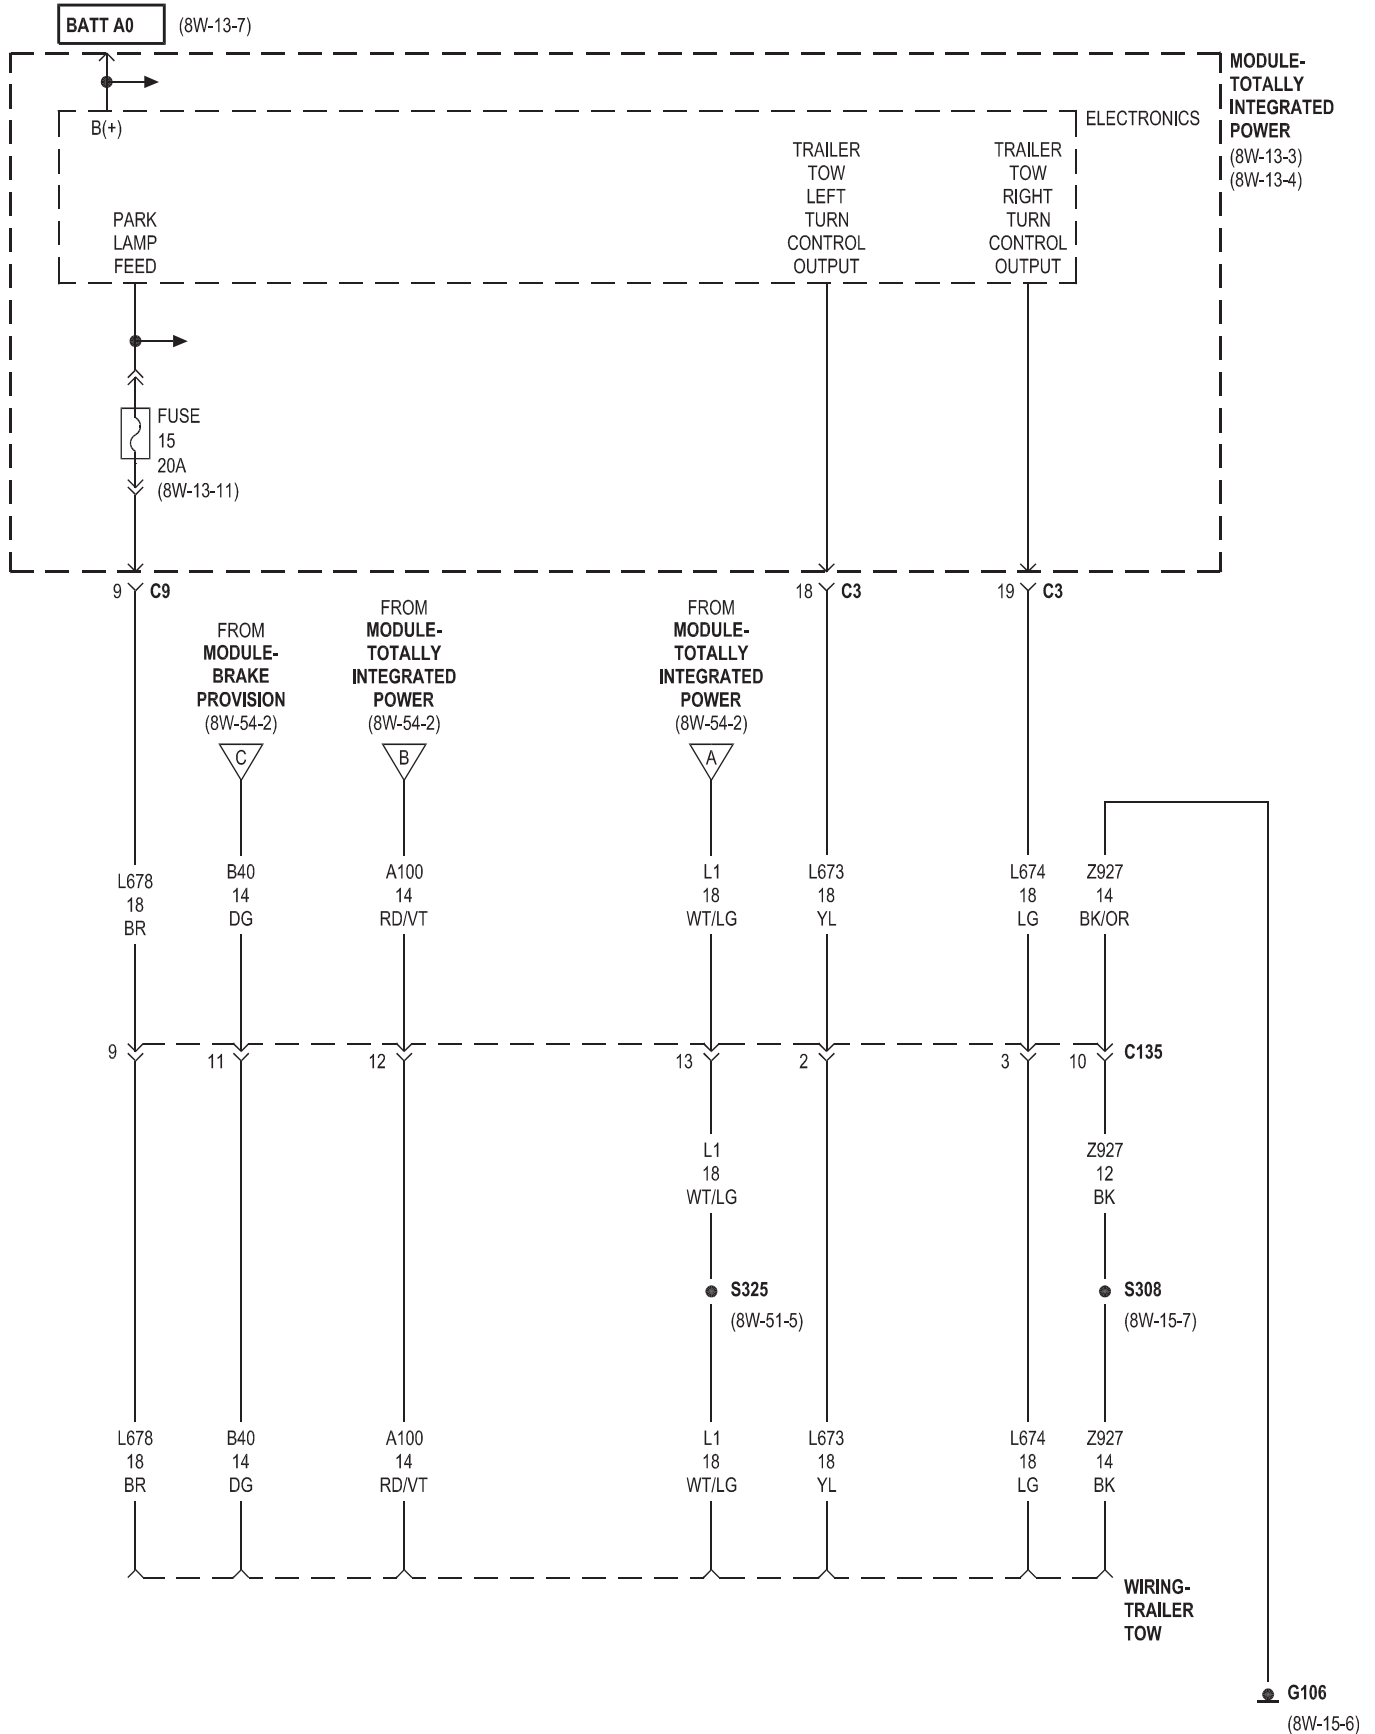 BATT A0 (8W-13-7)
MODULE-
TOTALLY
INTEGRATED
POWER
(8W-13-3)
(8W-13-4)
B(+)
ELECTRONICS
PARK
LAMP
FEED
TRAILER
TOW
LEFT
TURN
CONTROL
OUTPUT
TRAILER
TOW
RIGHT
TURN
CONTROL
OUTPUT
FUSE
15
20A
(8W-13-11)
9 C9
18 C3
19 C3
FROM
MODULE-
BRAKE
PROVISION
(8W-54-2)
C
FROM
MODULE-
TOTALLY
INTEGRATED
POWER
(8W-54-2)
B
FROM
MODULE-
TOTALLY
INTEGRATED
POWER
(8W-54-2)
A
L678
18
BR
B40
14
DG
A100
14
RD/VT
L1
18
WT/LG
L673
18
YL
L674
18
LG
Z927
14
BK/OR
9 11 12 13 2 3 10 C135
L1
18
WT/LG
Z927
12
BK
S325
(8W-51-5)
S308
(8W-15-7)
L678
18
BR
B40
14
DG
A100
14
RD/VT
L1
18
WT/LG
L673
18
YL
L674
18
LG
Z927
14
BK
WIRING-
TRAILER
TOW
G106
(8W-15-6)